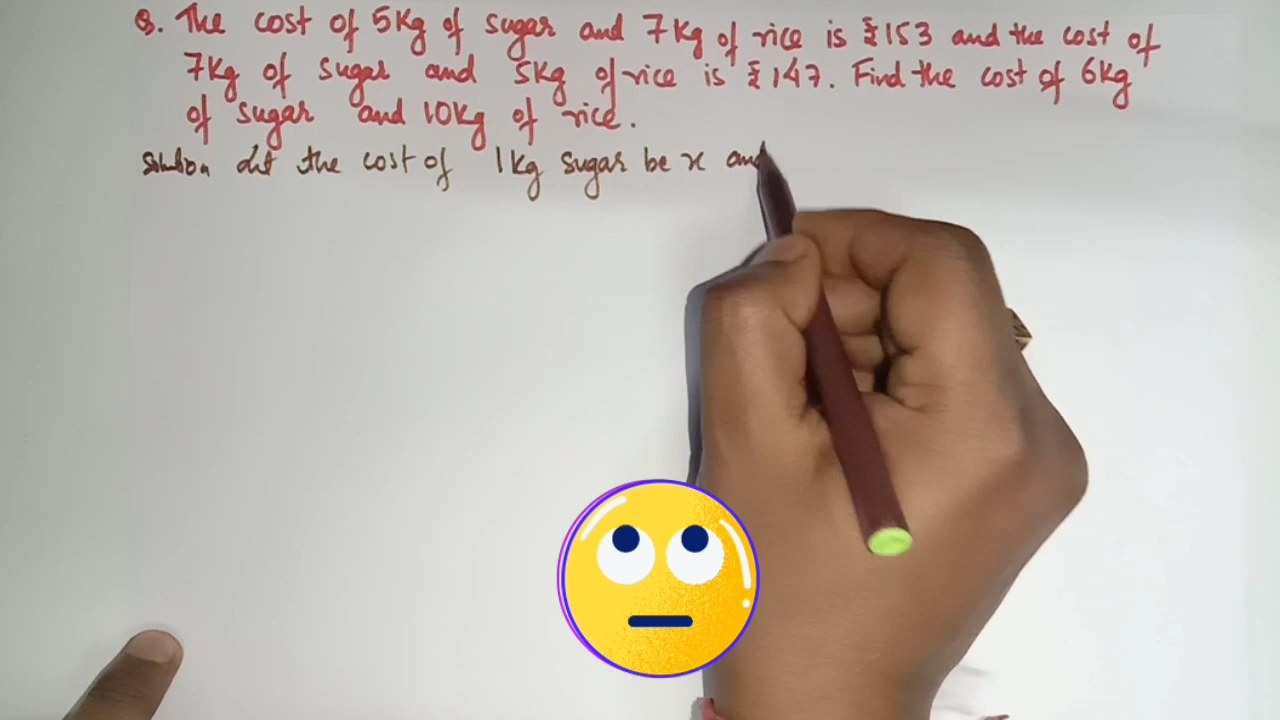 Q. The cost of 5Kg of sugar and 7Kg of rice is ₹153 and the cost of
7Kg of sugar and 5kg of rice is ₹147. Find the cost of 6kg
of sugar and 10kg of rice.
Solution Let the cost of 1kg sugar be x and